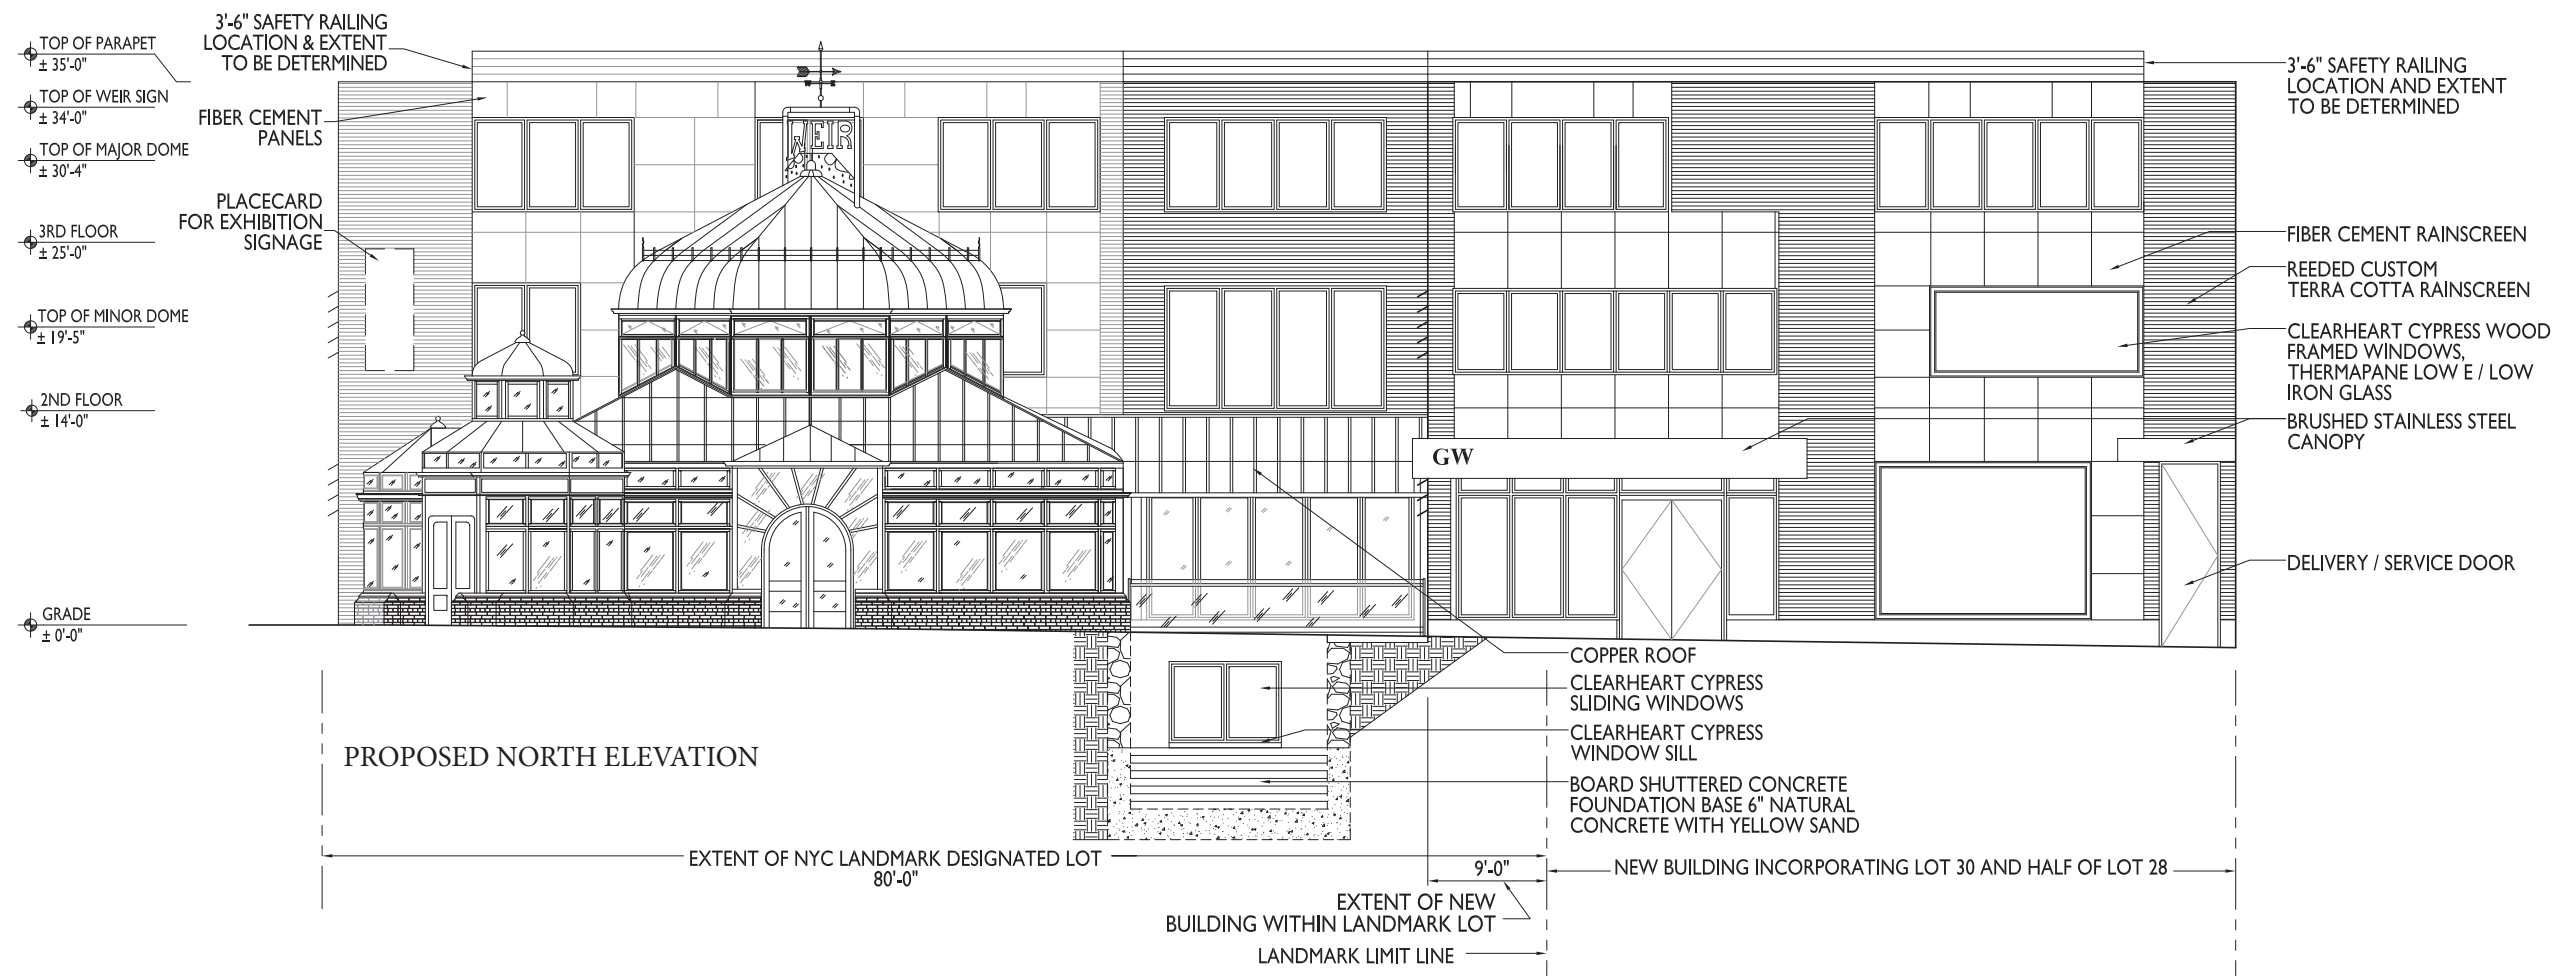 TOP OF PARAPET
± 35'-0"
TOP OF WEIR SIGN
± 34'-0"
TOP OF MAJOR DOME
± 30'-4"
3RD FLOOR
± 25'-0"
TOP OF MINOR DOME
± 19'-5"
2ND FLOOR
± 14'-0"
GRADE
± 0'-0"
3'-6" SAFETY RAILING
LOCATION & EXTENT
TO BE DETERMINED
FIBER CEMENT
PANELS
PLACECARD
FOR EXHIBITION
SIGNAGE
WEIR
GW
3'-6" SAFETY RAILING
LOCATION AND EXTENT
TO BE DETERMINED
FIBER CEMENT RAINSCREEN
REEDED CUSTOM
TERRA COTTA RAINSCREEN
CLEARHEART CYPRESS WOOD
FRAMED WINDOWS,
THERMAPANE LOW E / LOW
IRON GLASS
BRUSHED STAINLESS STEEL
CANOPY
DELIVERY / SERVICE DOOR
COPPER ROOF
CLEARHEART CYPRESS
SLIDING WINDOWS
CLEARHEART CYPRESS
WINDOW SILL
BOARD SHUTTERED CONCRETE
FOUNDATION BASE 6" NATURAL
CONCRETE WITH YELLOW SAND
PROPOSED NORTH ELEVATION
EXTENT OF NYC LANDMARK DESIGNATED LOT
80'-0"
9'-0"
NEW BUILDING INCORPORATING LOT 30 AND HALF OF LOT 28
EXTENT OF NEW
BUILDING WITHIN LANDMARK LOT
LANDMARK LIMIT LINE